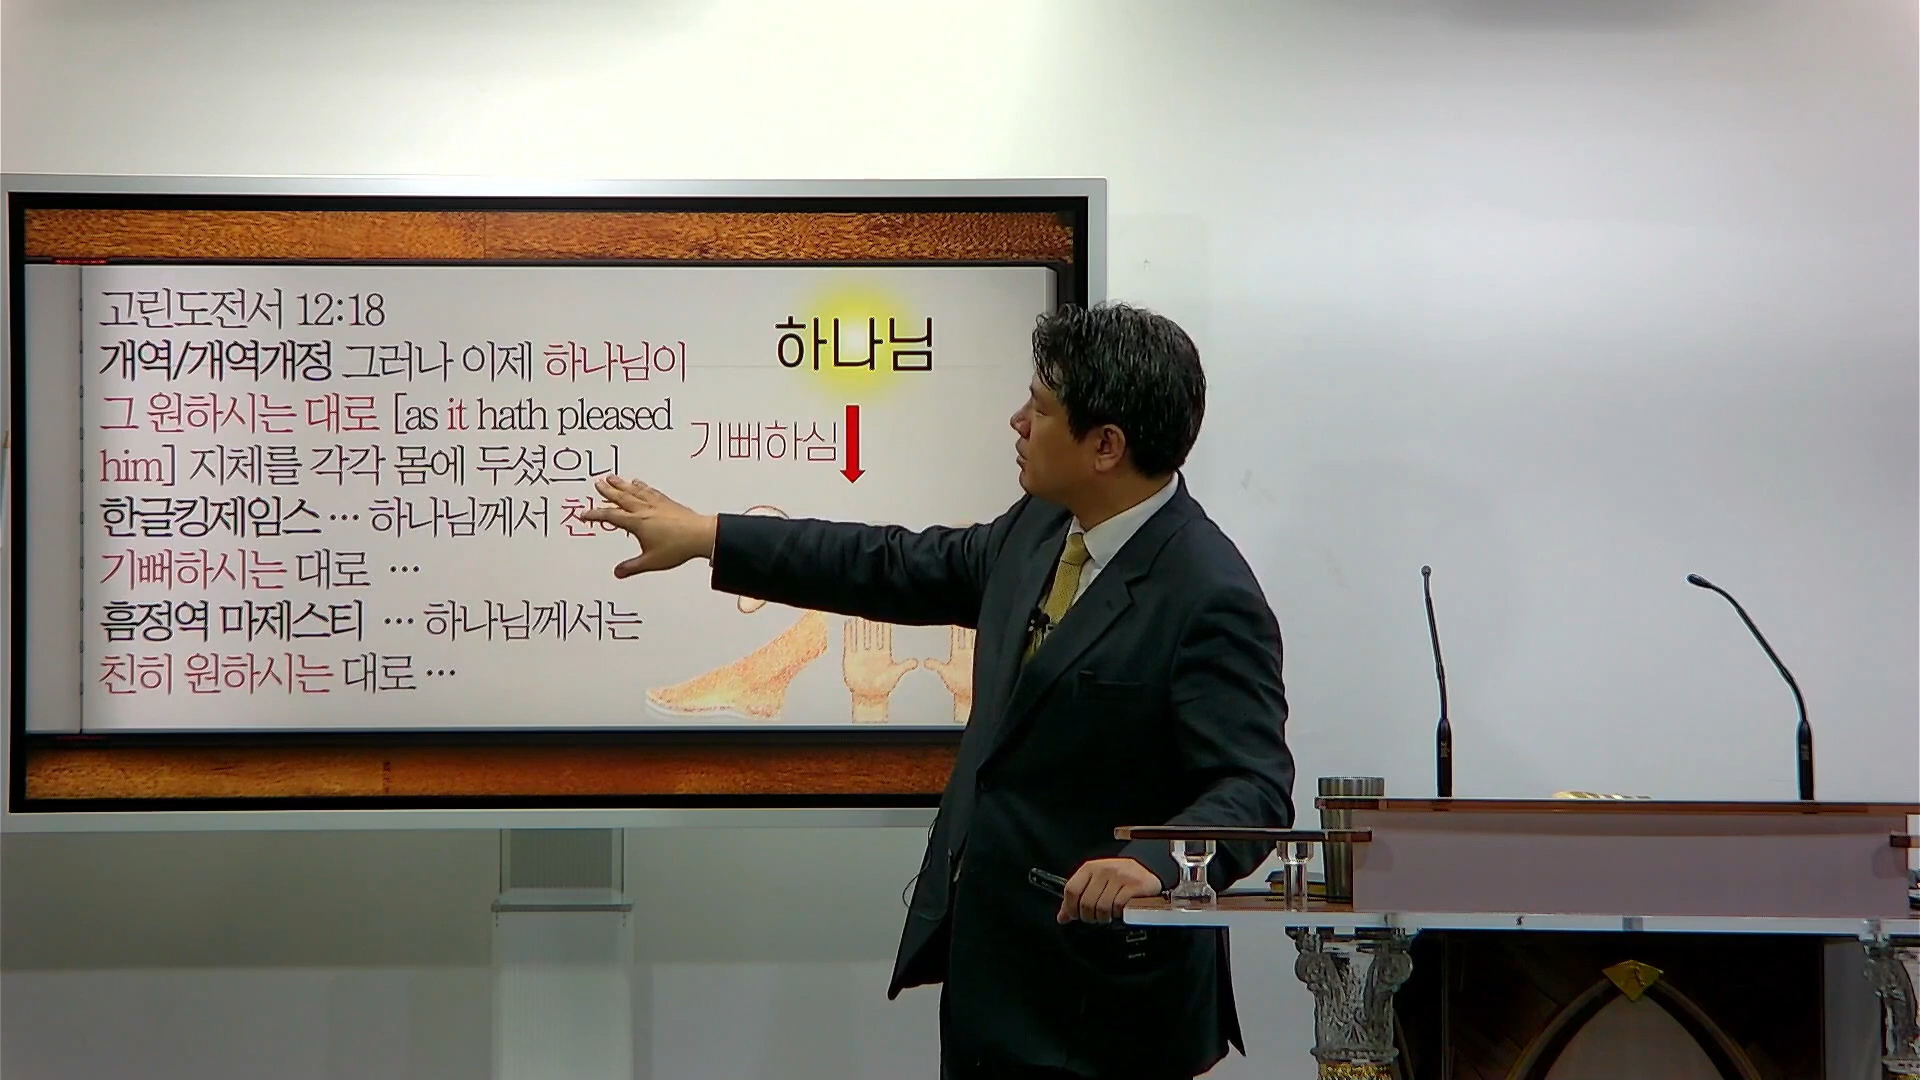 고린도전서 12:18
개역/개역개정 그러나 이제 하나님이
그 원하시는 대로 [as it hath pleased
him] 지체를 각각 몸에 두셨으니
한글킹제임스 … 하나님께서
기뻐하시는 대로 …
흠정역 마제스티 … 하나님께서는
친히 원하시는 대로 …
하나님
기뻐하심